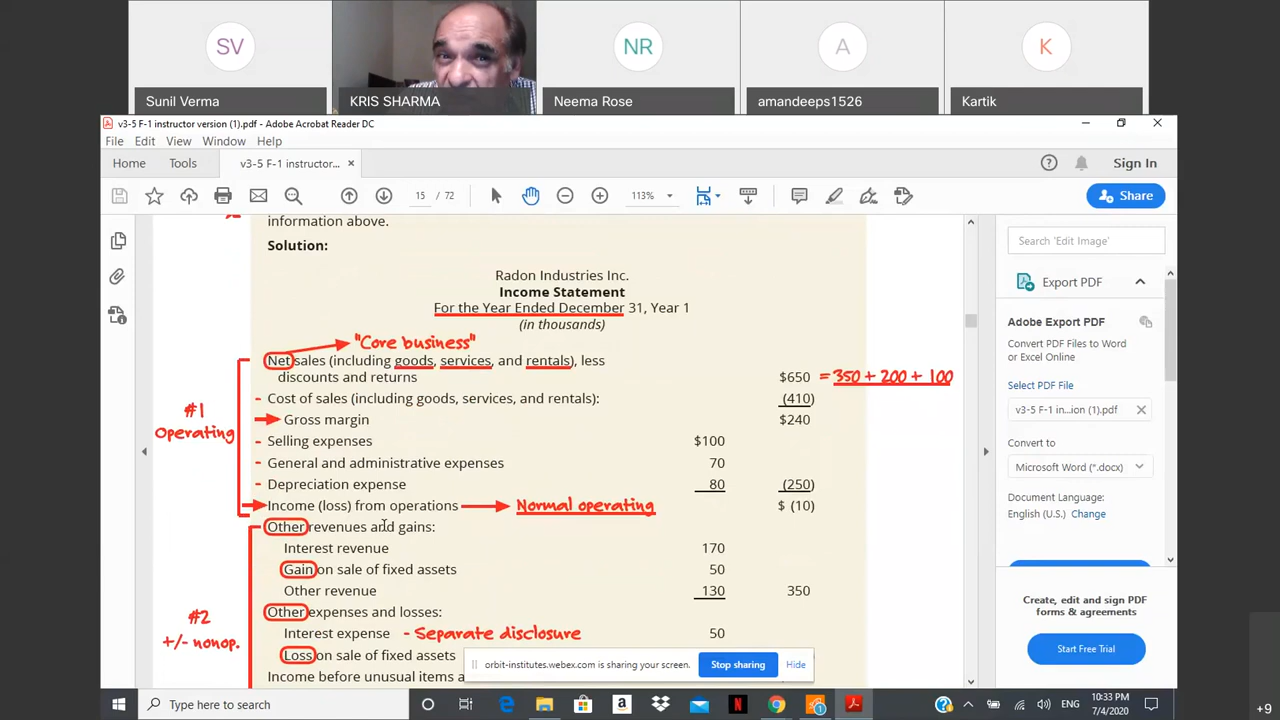 SV
NR
A
K
Sunil Verma
KRIS SHARMA
Neema Rose
amandeeps1526
Kartik
v3-5 F-1 instructor version (1).pdf - Adobe Acrobat Reader DC
File Edit View Window Help
Home Tools v3-5 F-1 instructor... × Sign In
15 / 72 113% Share
information above.
Solution:
Radon Industries Inc.
Income Statement
For the Year Ended December 31, Year 1
(in thousands)
"Core business"
Net sales (including goods, services, and rentals), less
discounts and returns $650 = 350 + 200 + 100
- Cost of sales (including goods, services, and rentals): (410)
Gross margin $240
#1
Operating
- Selling expenses $100
- General and administrative expenses 70
- Depreciation expense 80 (250)
Income (loss) from operations Normal operating $ (10)
Other revenues and gains:
Interest revenue 170
Gain on sale of fixed assets 50
Other revenue 130 350
#2
+/- nonop.
Other expenses and losses:
Interest expense - Separate disclosure 50
Loss on sale of fixed assets
Income before unusual items a
orbit-institutes.webex.com is sharing your screen. Stop sharing Hide
Search 'Edit Image'
Export PDF
Adobe Export PDF
Convert PDF Files to Word
or Excel Online
Select PDF File
v3-5 F-1 in...ion (1).pdf ×
Convert to
Microsoft Word (*.docx)
Document Language:
English (U.S.) Change
Create, edit and sign PDF
forms & agreements
Start Free Trial
Type here to search
10:33 PM
7/4/2020
+9